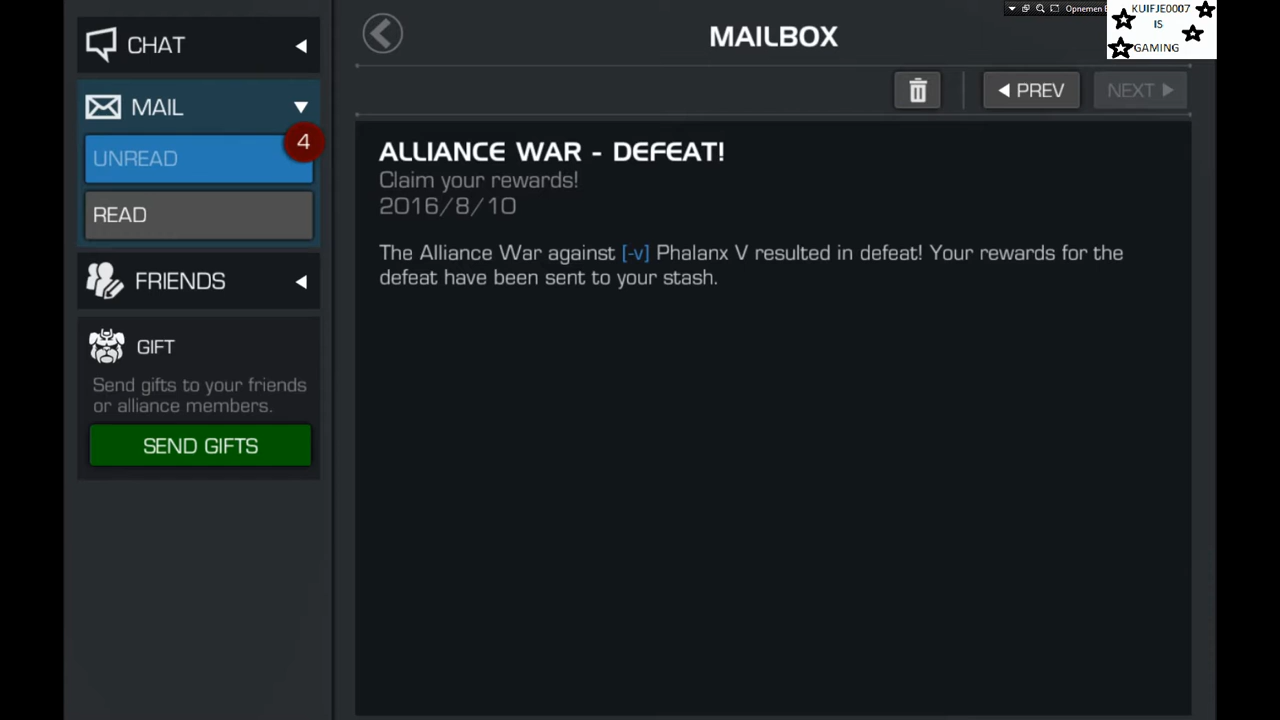 Opnemen
KUIFJE0007
IS
GAMING
CHAT
MAILBOX
MAIL
PREV
NEXT
4
UNREAD
READ
ALLIANCE WAR - DEFEAT!
Claim your rewards!
2016/8/10
The Alliance War against [-v] Phalanx V resulted in defeat! Your rewards for the
defeat have been sent to your stash.
FRIENDS
GIFT
Send gifts to your friends
or alliance members.
SEND GIFTS